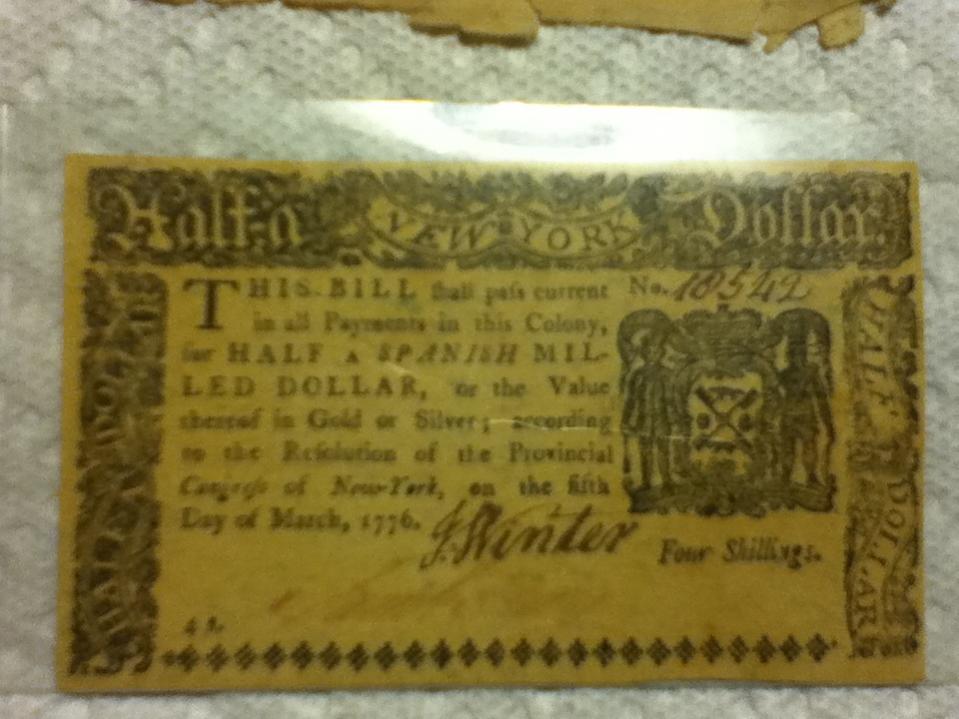 Half a NEW YORK Dollar.
THIS BILL shall pass current
in all Payments in this Colony,
for HALF A SPANISH MIL-
LED DOLLAR, or the Value
thereof in Gold or Silver; according
to the Resolution of the Provincial
Congress of New-York, on the fifth
Day of March, 1776.
No. 18542
J. Winter
Four Shillings.
4 s.
HALF A DOLLAR
HALF A DOLLAR